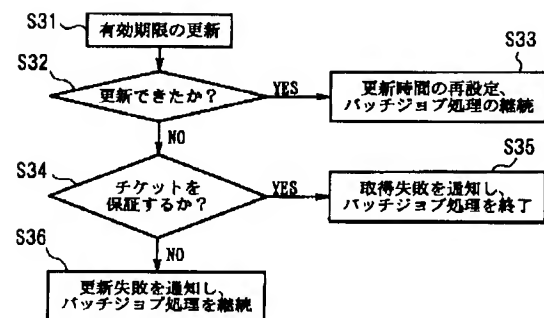 S31
有効期限の更新
S32
更新できたか？
YES
S33
更新時間の再設定、
バッチジョブ処理の継続
NO
S34
チケットを
保証するか？
YES
S35
取得失敗を通知し、
バッチジョブ処理を終了
NO
S36
更新失敗を通知し、
バッチジョブ処理を継続